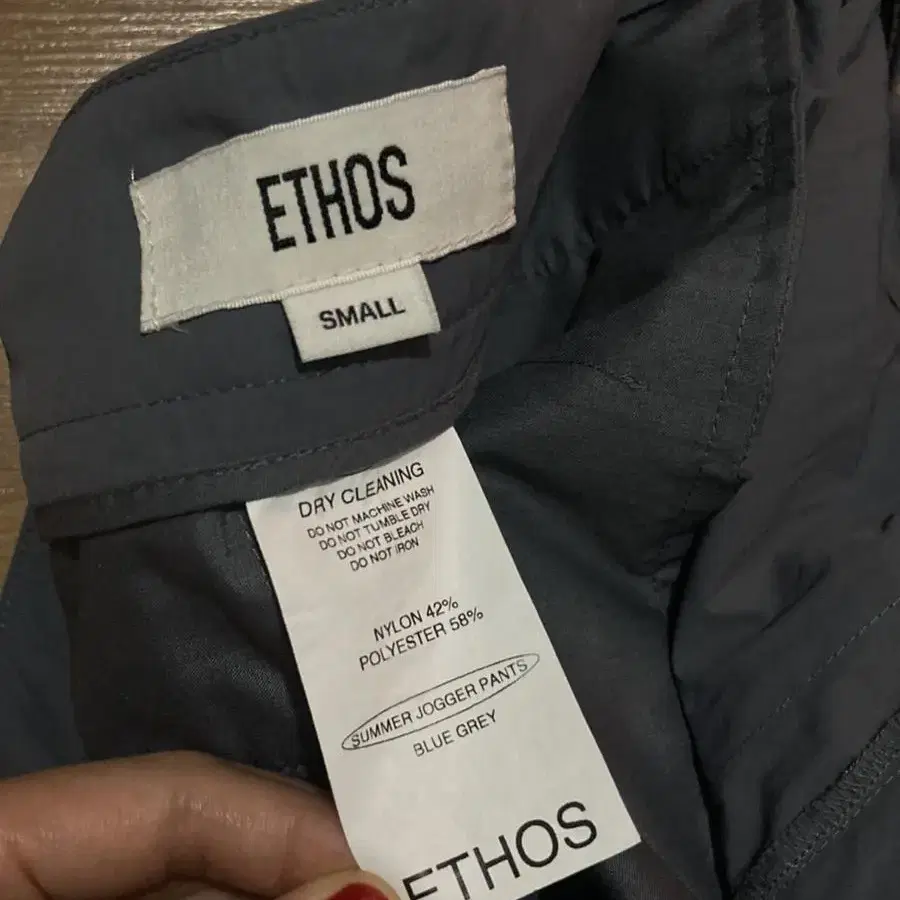 ETHOS
SMALL
DRY CLEANING
DO NOT MACHINE WASH
DO NOT TUMBLE DRY
DO NOT BLEACH
DO NOT IRON
NYLON 42%
POLYESTER 58%
SUMMER JOGGER PANTS
BLUE GREY
ETHOS